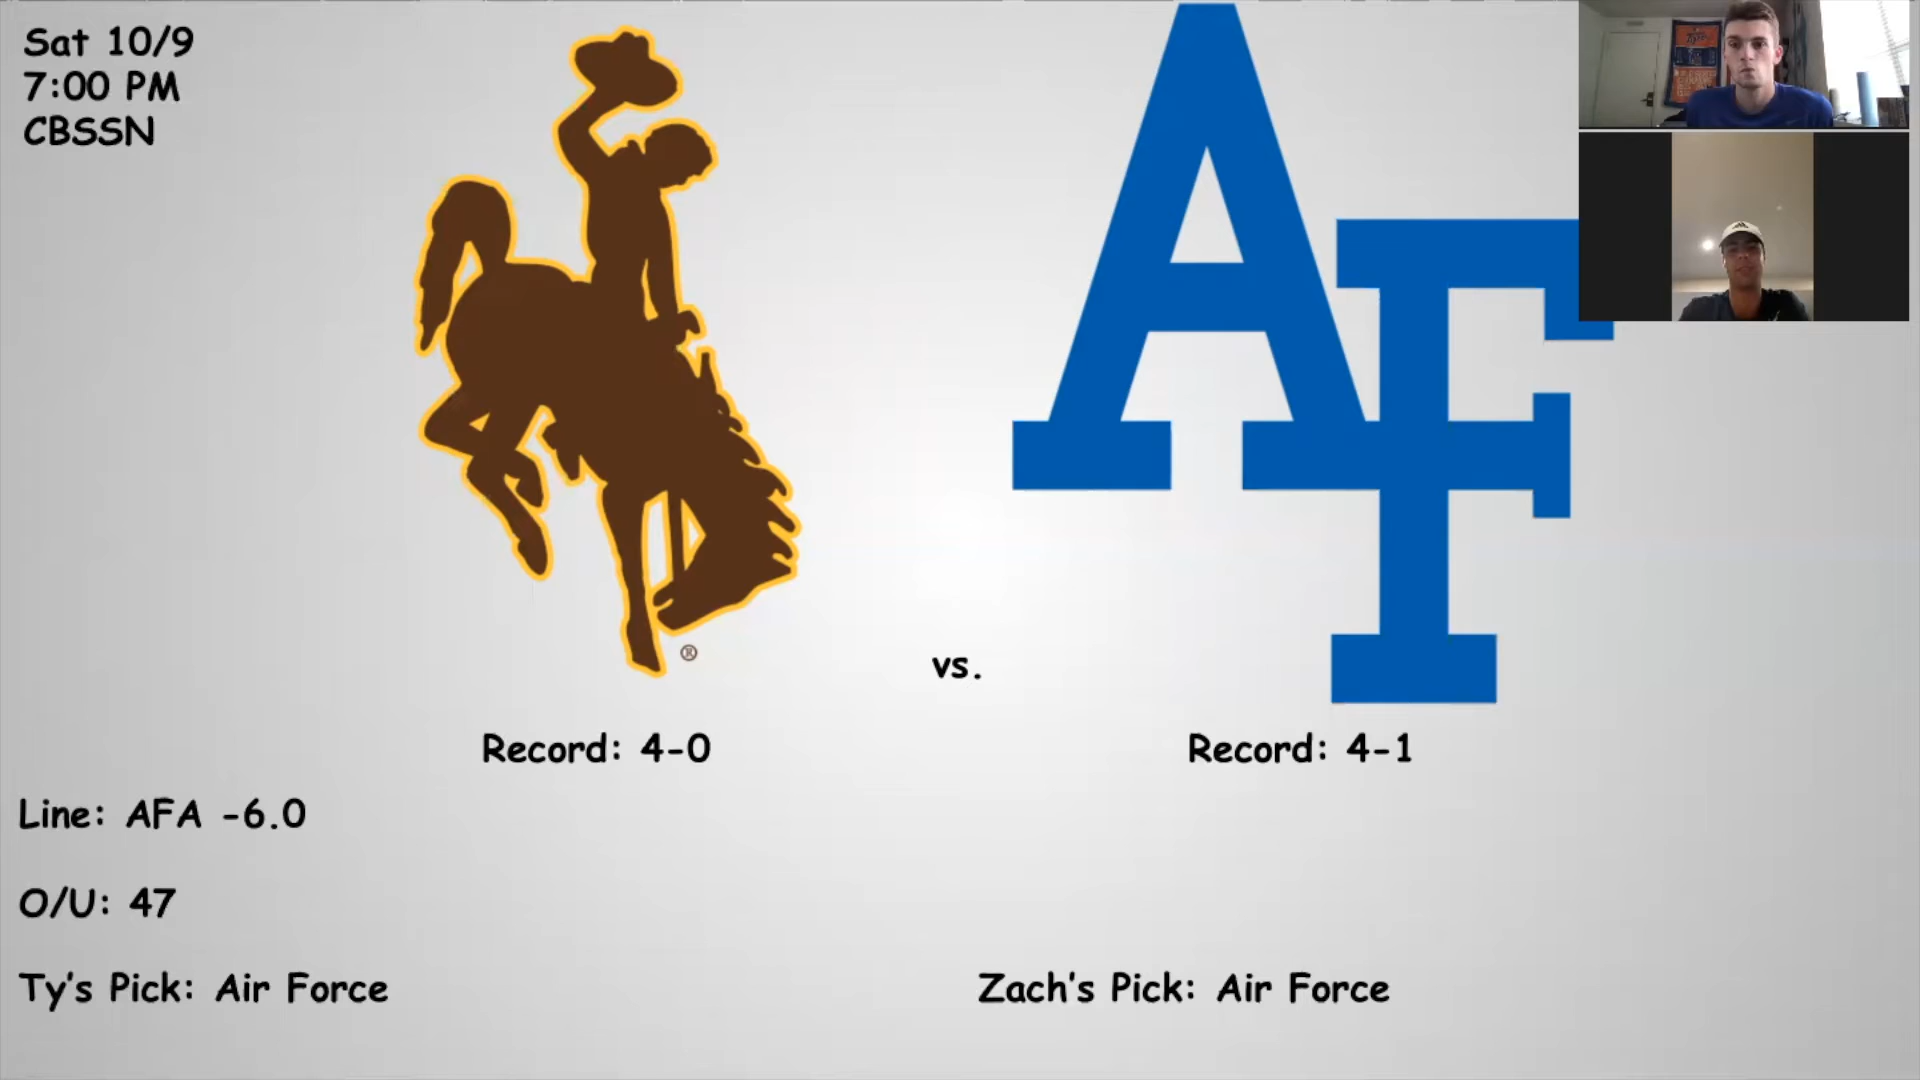 Sat 10/9
7:00 PM
CBSSN
AF
®
vs.
Record: 4-0
Record: 4-1
Line: AFA -6.0
O/U: 47
Ty's Pick: Air Force
Zach's Pick: Air Force